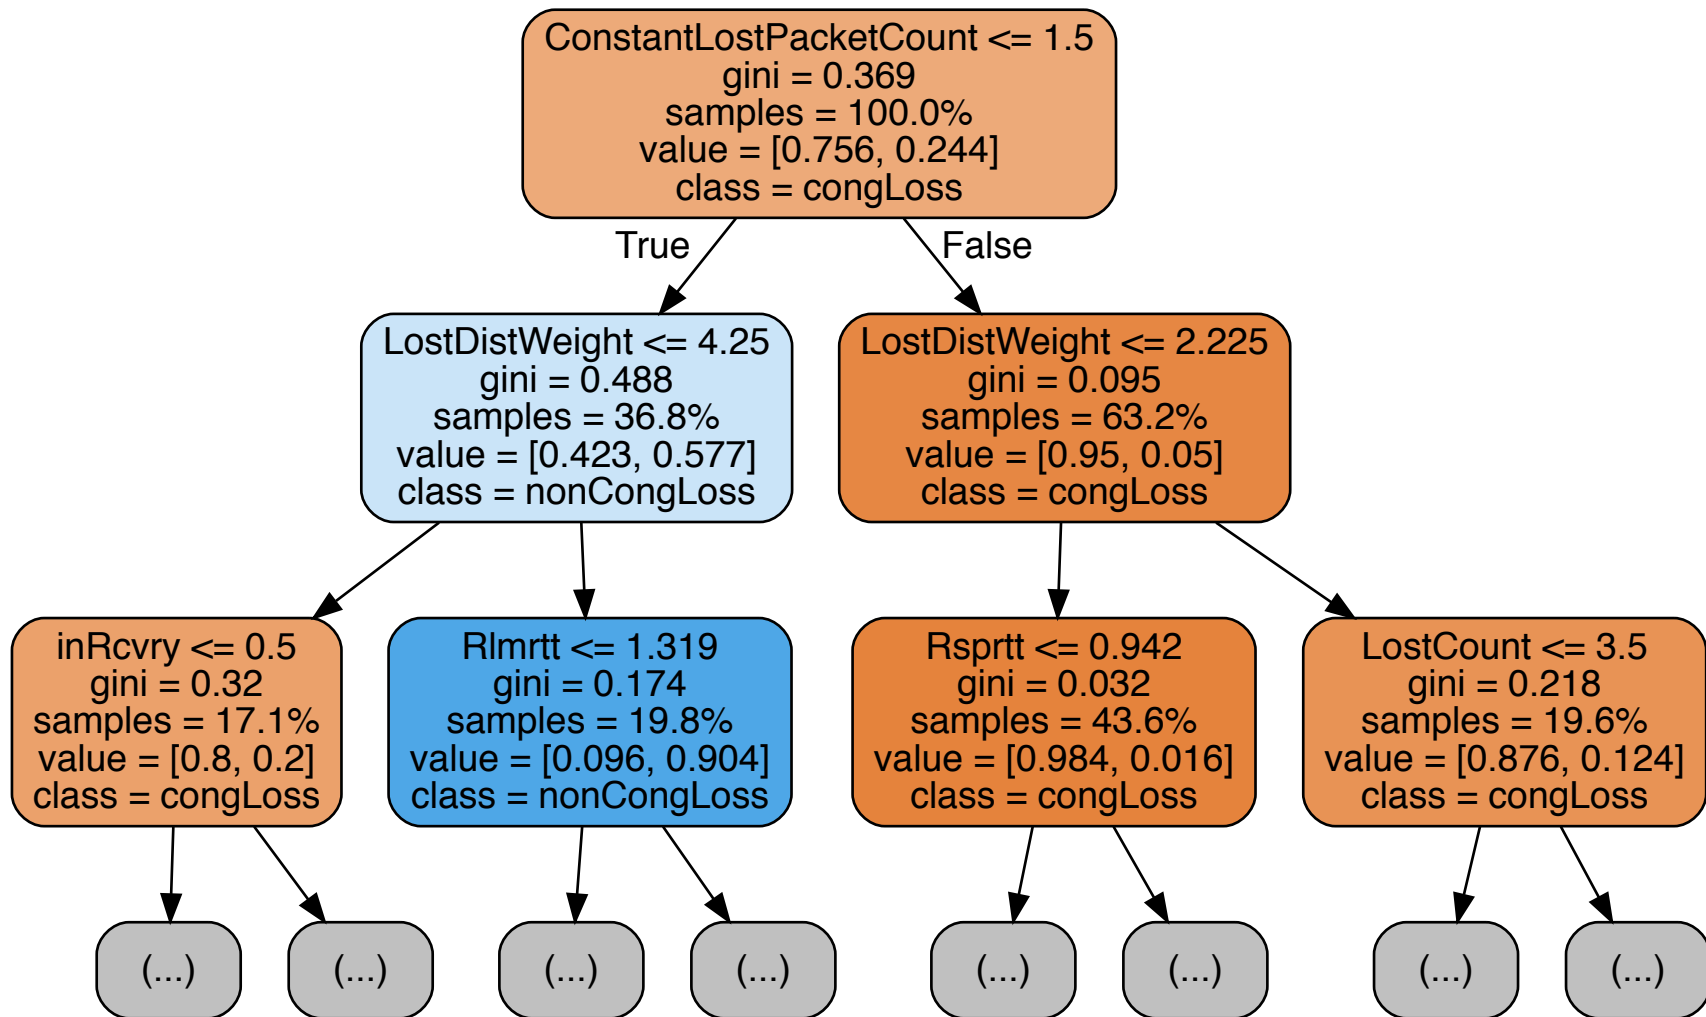 ConstantLostPacketCount <= 1.5
gini = 0.369
samples = 100.0%
value = [0.756, 0.244]
class = congLoss
True
False
LostDistWeight <= 4.25
gini = 0.488
samples = 36.8%
value = [0.423, 0.577]
class = nonCongLoss
LostDistWeight <= 2.225
gini = 0.095
samples = 63.2%
value = [0.95, 0.05]
class = congLoss
inRcvry <= 0.5
gini = 0.32
samples = 17.1%
value = [0.8, 0.2]
class = congLoss
Rlmrtt <= 1.319
gini = 0.174
samples = 19.8%
value = [0.096, 0.904]
class = nonCongLoss
Rsprtt <= 0.942
gini = 0.032
samples = 43.6%
value = [0.984, 0.016]
class = congLoss
LostCount <= 3.5
gini = 0.218
samples = 19.6%
value = [0.876, 0.124]
class = congLoss
(...)
(...)
(...)
(...)
(...)
(...)
(...)
(...)